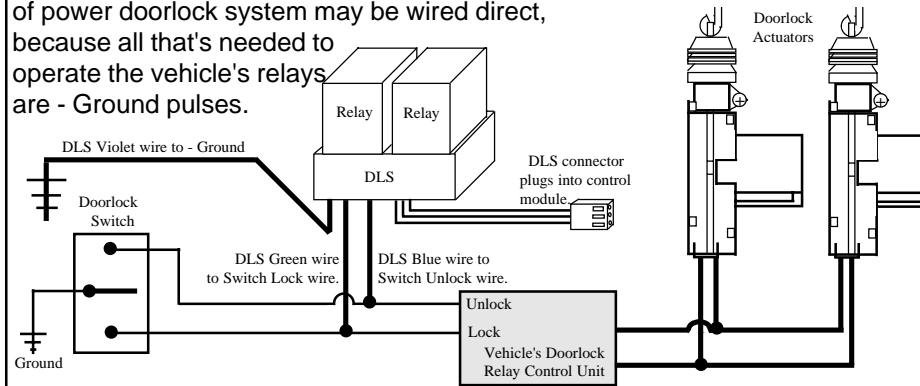 of power doorlock system may be wired direct,
because all that's needed to
operate the vehicle's relays
are - Ground pulses.
Doorlock
Actuators
Relay
Relay
DLS Violet wire to - Ground
DLS
DLS connector
plugs into control
module.
Doorlock
Switch
DLS Green wire
to Switch Lock wire.
DLS Blue wire to
Switch Unlock wire.
Unlock
Lock
Vehicle's Doorlock
Relay Control Unit
Ground